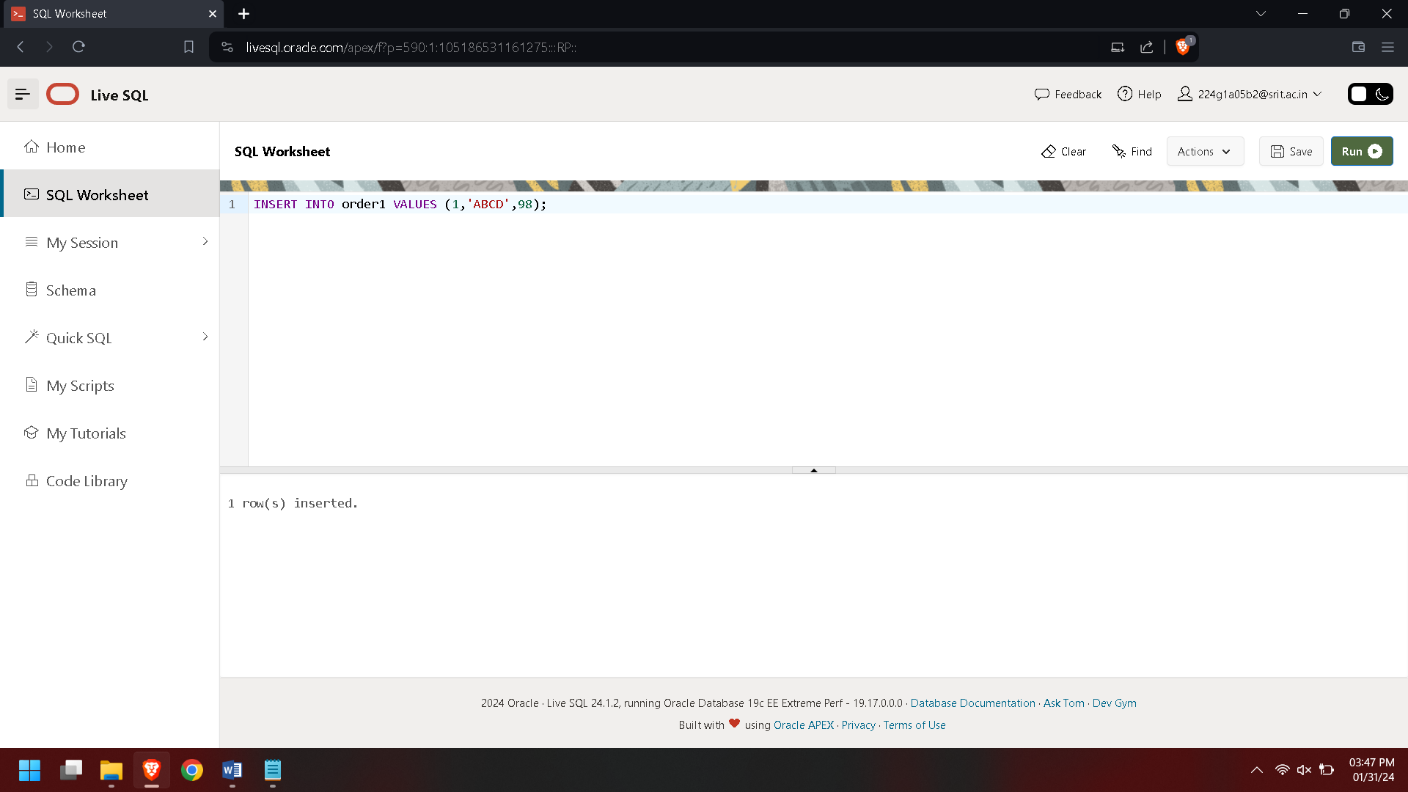 SQL Worksheet
livesql.oracle.com/apex/f?p=590:1:105186531161275:::RP::
1
Live SQL
Feedback
Help
224g1a05b2@srit.ac.in
Home
SQL Worksheet
My Session
Schema
Quick SQL
My Scripts
My Tutorials
Code Library
SQL Worksheet
Clear
Find
Actions
Save
Run
1 INSERT INTO order1 VALUES (1,'ABCD',98);
1 row(s) inserted.
2024 Oracle · Live SQL 24.1.2, running Oracle Database 19c EE Extreme Perf - 19.17.0.0.0 · Database Documentation · Ask Tom · Dev Gym
Built with ❤ using Oracle APEX · Privacy · Terms of Use
03:47 PM
01/31/24